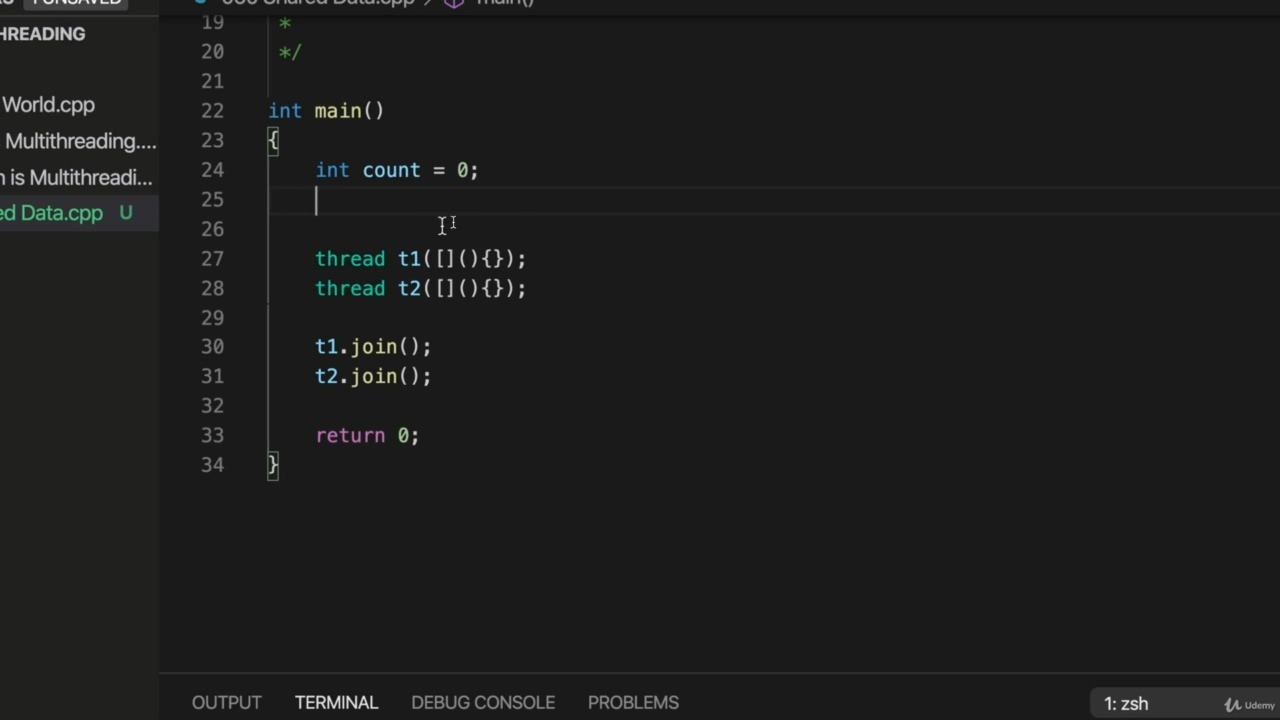 1 UNSAVED
Shared Data.cpp
main()
HREADING
World.cpp
Multithreading....
n is Multithreadi...
ed Data.cpp U
19 *
20 */
21
22 int main()
23 {
24 int count = 0;
25
26
27 thread t1([](){});
28 thread t2([](){});
29
30 t1.join();
31 t2.join();
32
33 return 0;
34 }
OUTPUT TERMINAL DEBUG CONSOLE PROBLEMS 1: zsh
Udemy